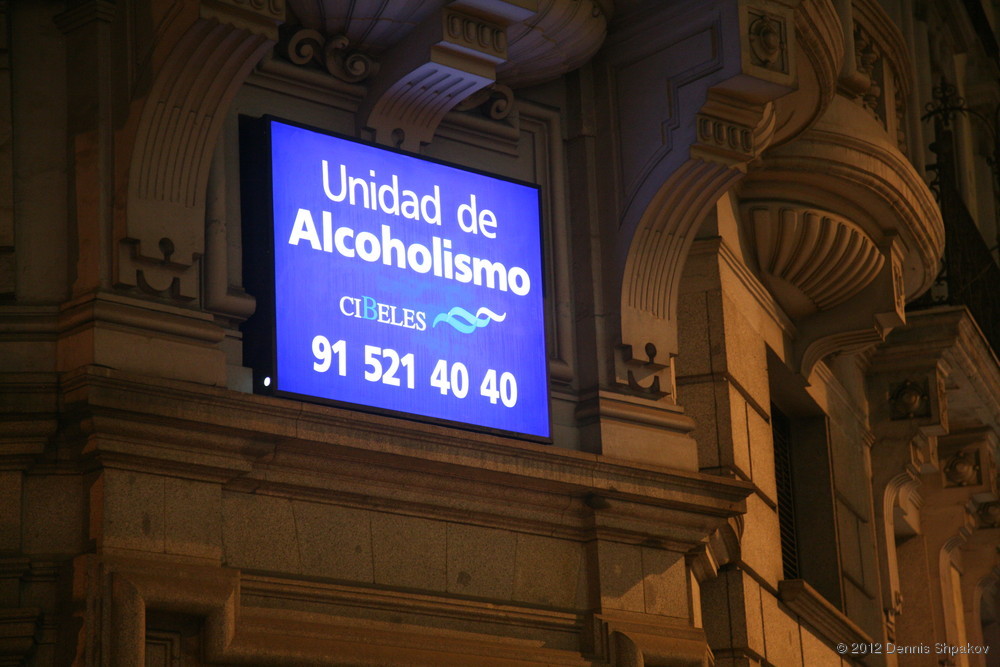 Unidad de
Alcoholismo
CIBELES
91 521 40 40
© 2012 Dennis Shpakov